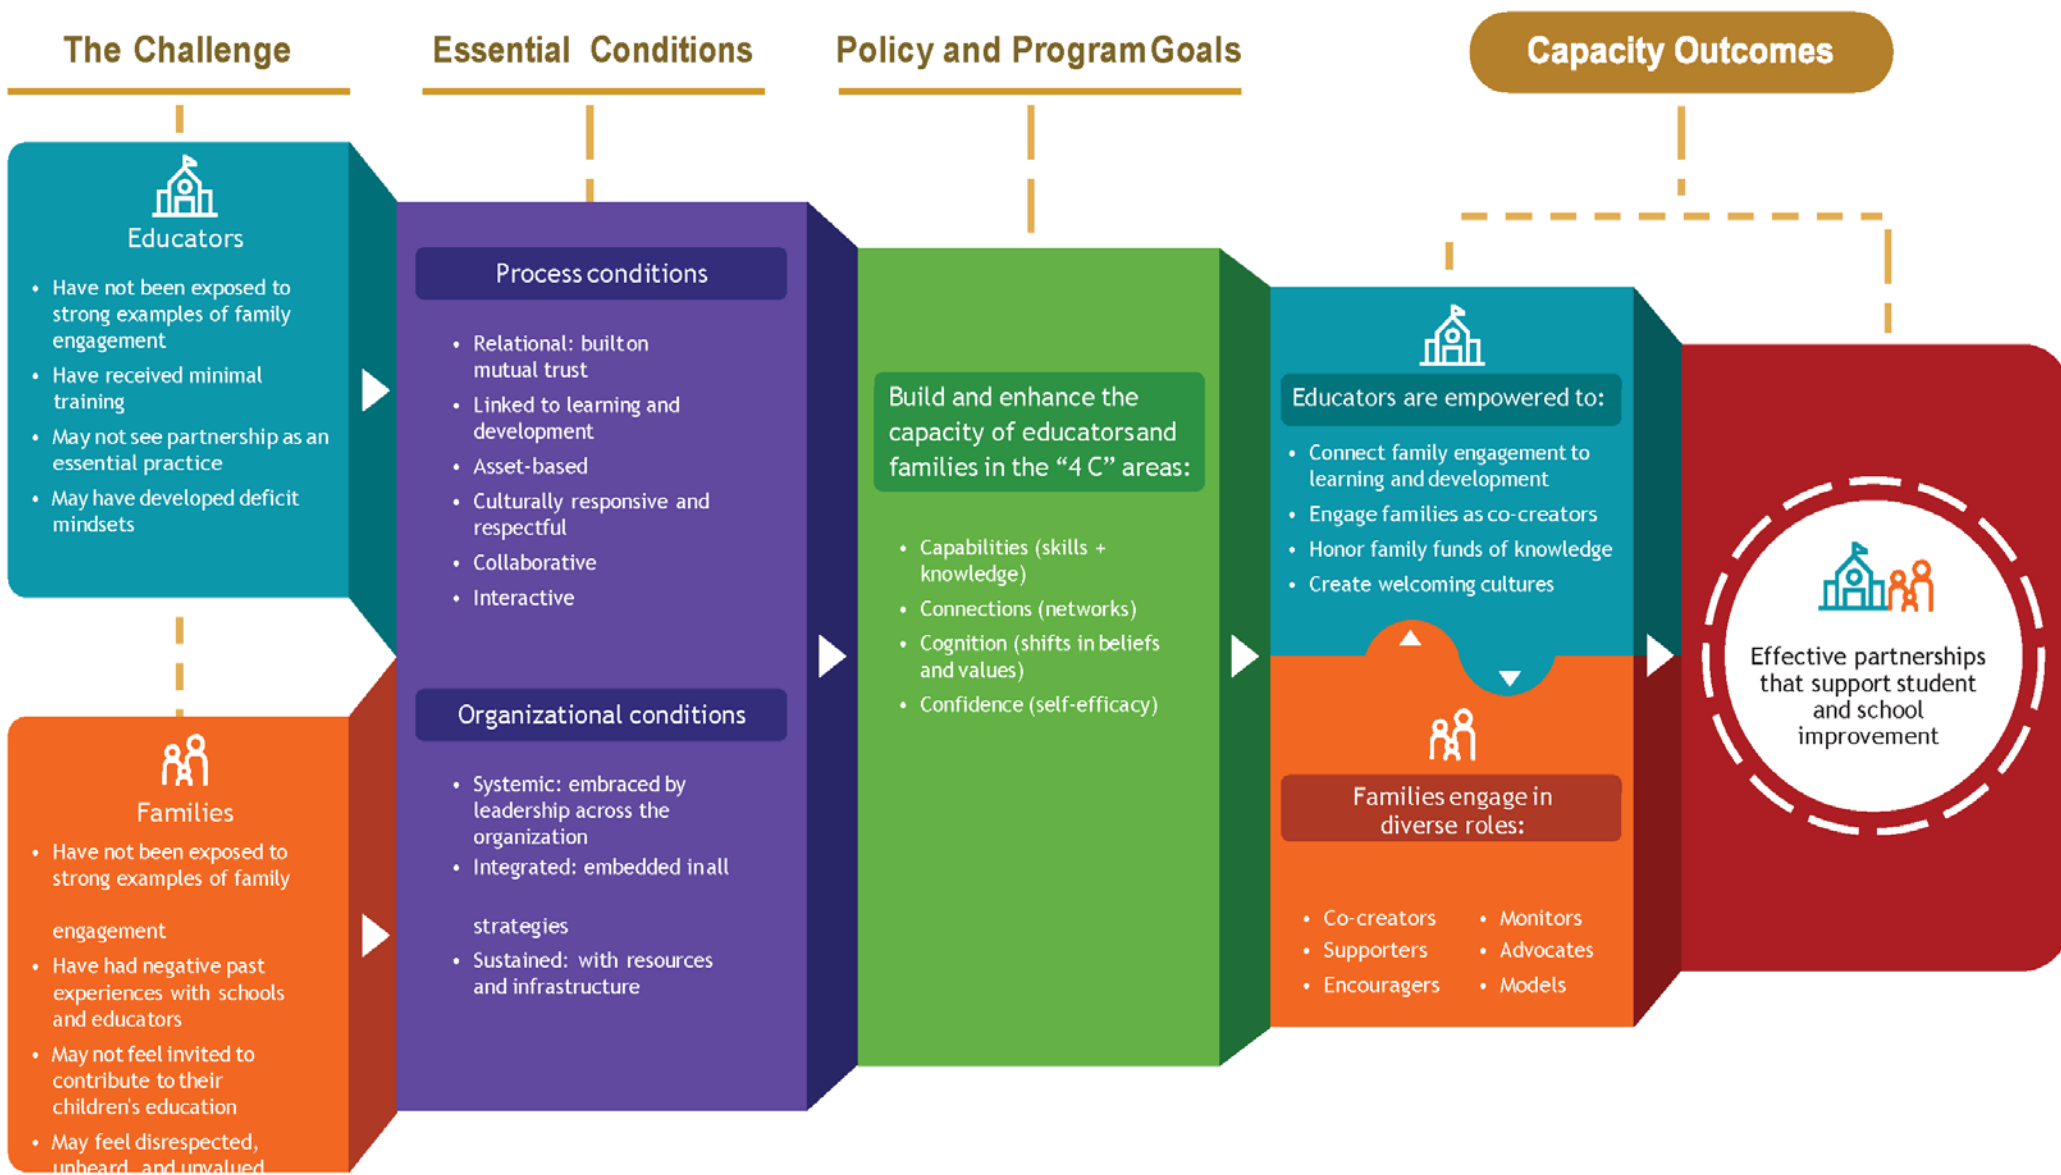 The Challenge
Educators
• Have not been exposed to
strong examples of family
engagement
• Have received minimal
training
• May not see partnership as an
essential practice
• May have developed deficit
mindsets
Families
• Have not been exposed to
strong examples of family
engagement
• Have had negative past
experiences with schools
and educators
• May not feel invited to
contribute to their
children's education
• May feel disrespected,
unheard, and unvalued
Essential Conditions
Process conditions
• Relational: built on
mutual trust
• Linked to learning and
development
• Asset-based
• Culturally responsive and
respectful
• Collaborative
• Interactive
Organizational conditions
• Systemic: embraced by
leadership across the
organization
• Integrated: embedded in all
strategies
• Sustained: with resources
and infrastructure
Policy and Program Goals
Build and enhance the
capacity of educators and
families in the “4 C” areas:
• Capabilities (skills +
knowledge)
• Connections (networks)
• Cognition (shifts in beliefs
and values)
• Confidence (self-efficacy)
Capacity Outcomes
Educators are empowered to:
• Connect family engagement to
learning and development
• Engage families as co-creators
• Honor family funds of knowledge
• Create welcoming cultures
Families engage in
diverse roles:
• Co-creators
• Supporters
• Encouragers
• Monitors
• Advocates
• Models
Effective partnerships
that support student
and school
improvement